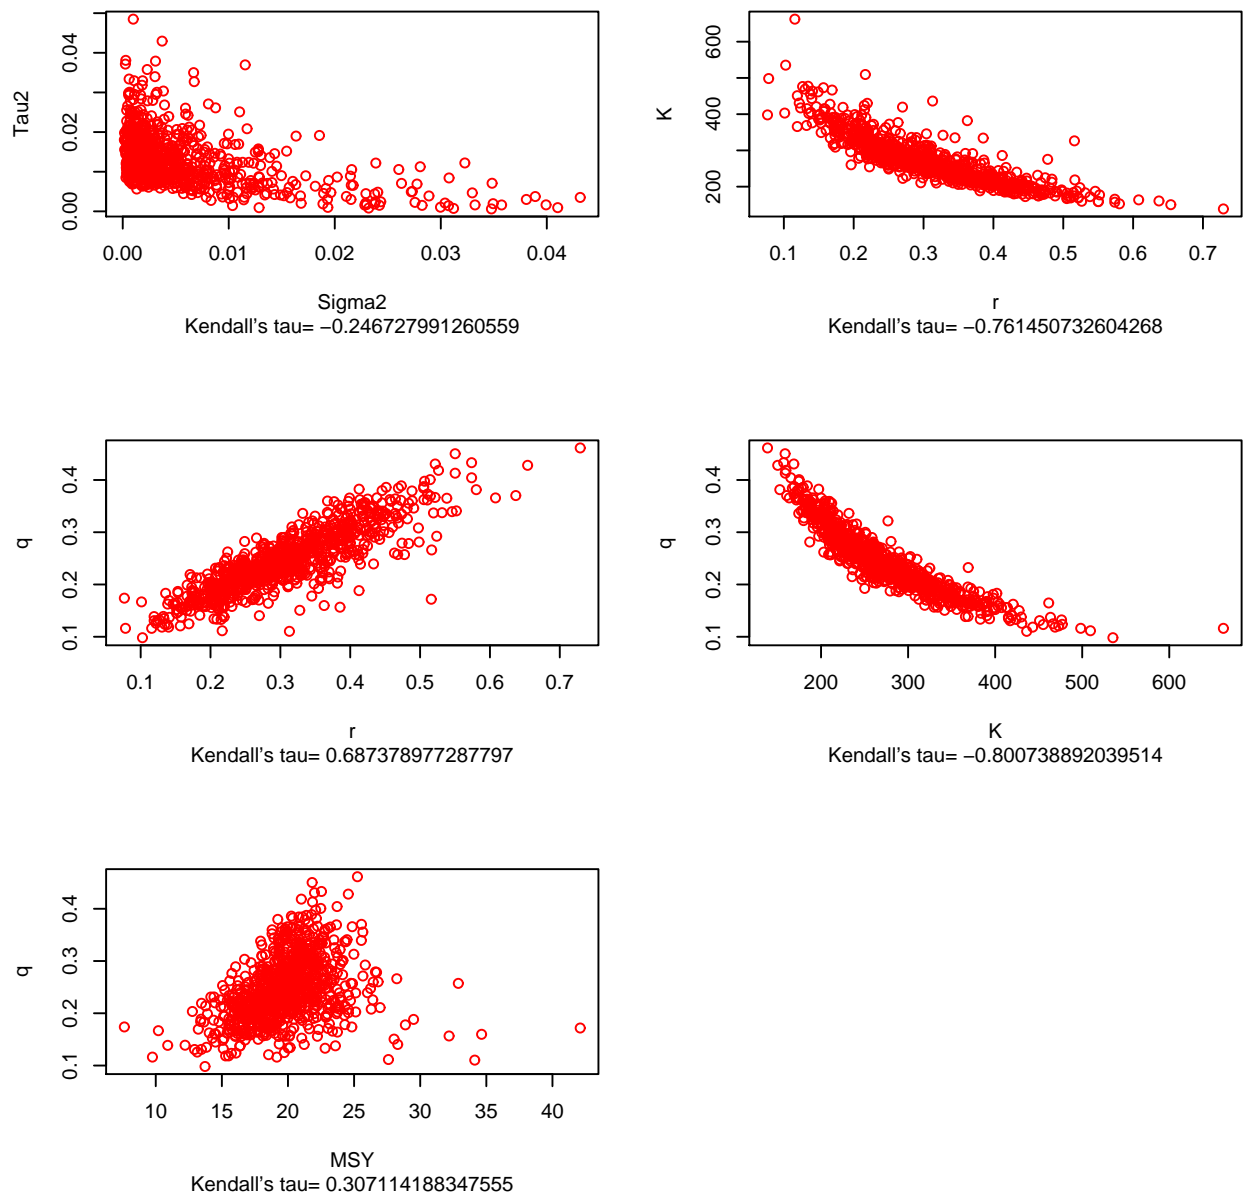 0.00 0.02 0.04
Tau2
0.00 0.01 0.02 0.03 0.04
Sigma2
Kendall's tau= −0.246727991260559
200 400 600
K
0.1 0.2 0.3 0.4 0.5 0.6 0.7
r
Kendall's tau= −0.761450732604268
0.1 0.2 0.3 0.4
q
0.1 0.2 0.3 0.4 0.5 0.6 0.7
r
Kendall's tau= 0.687378977287797
0.1 0.2 0.3 0.4
q
200 300 400 500 600
K
Kendall's tau= −0.800738892039514
0.1 0.2 0.3 0.4
q
10 15 20 25 30 35 40
MSY
Kendall's tau= 0.307114188347555